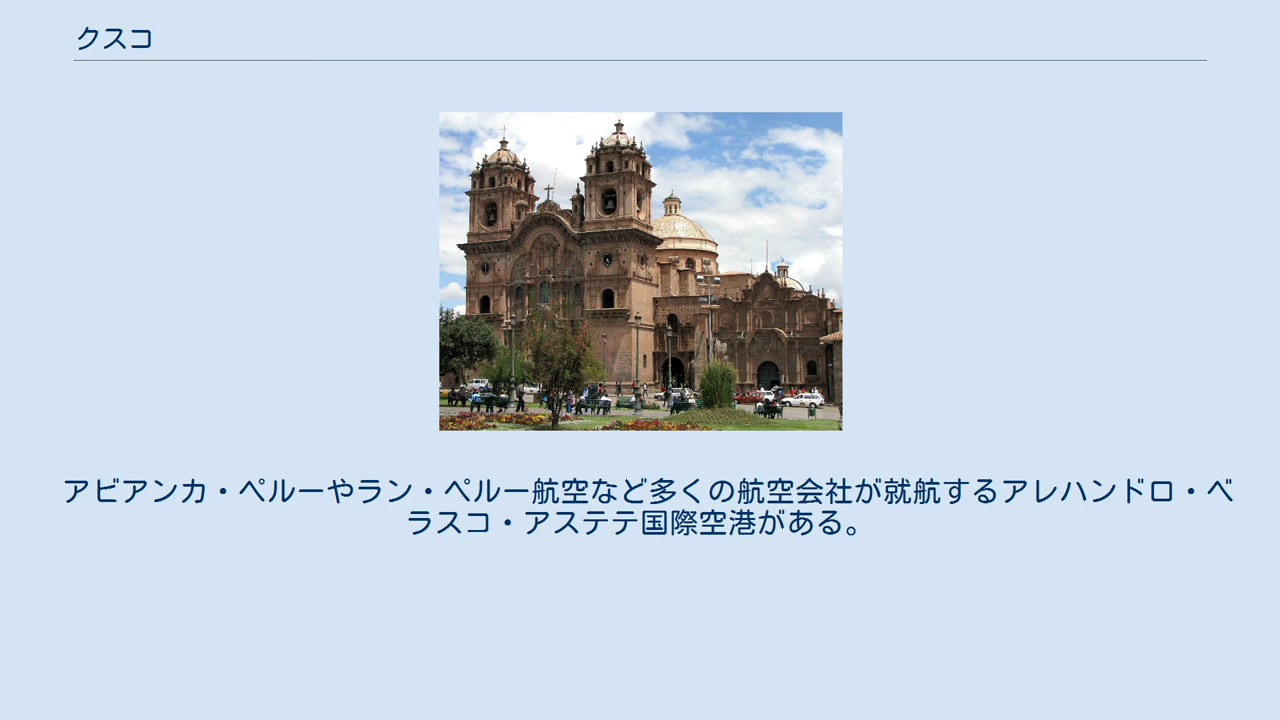 クスコ
アビアンカ・ペルーやラン・ペルー航空など多くの航空会社が就航するアレハンドロ・ベ
ラスコ・アステテ国際空港がある。